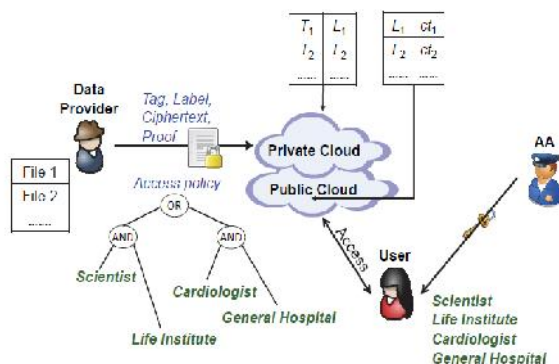 T1 L1
T2 L2
...... ......
L1 ct1
L2 ct2
...... ......
Data
Provider
Tag, Label,
Ciphertext,
Proof
Private Cloud
Public Cloud
AA
File 1
File 2
......
Access policy
OR
AND
AND
Scientist
Life Institute
Cardiologist
General Hospital
Access
User
Scientist
Life Institute
Cardiologist
General Hospital